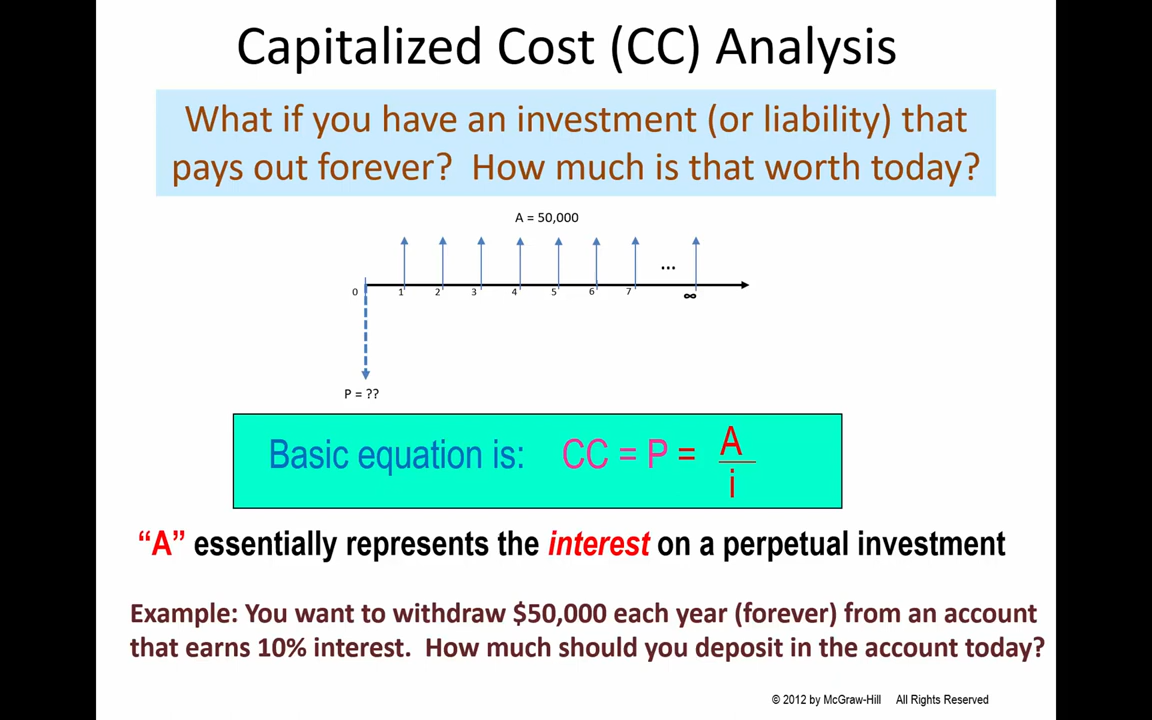 Capitalized Cost (CC) Analysis
What if you have an investment (or liability) that
pays out forever? How much is that worth today?
A = 50,000
...
0 1 2 3 4 5 6 7 ∞
P = ??
Basic equation is: CC = P = A
i
“A” essentially represents the interest on a perpetual investment
Example: You want to withdraw $50,000 each year (forever) from an account
that earns 10% interest. How much should you deposit in the account today?
© 2012 by McGraw-Hill All Rights Reserved